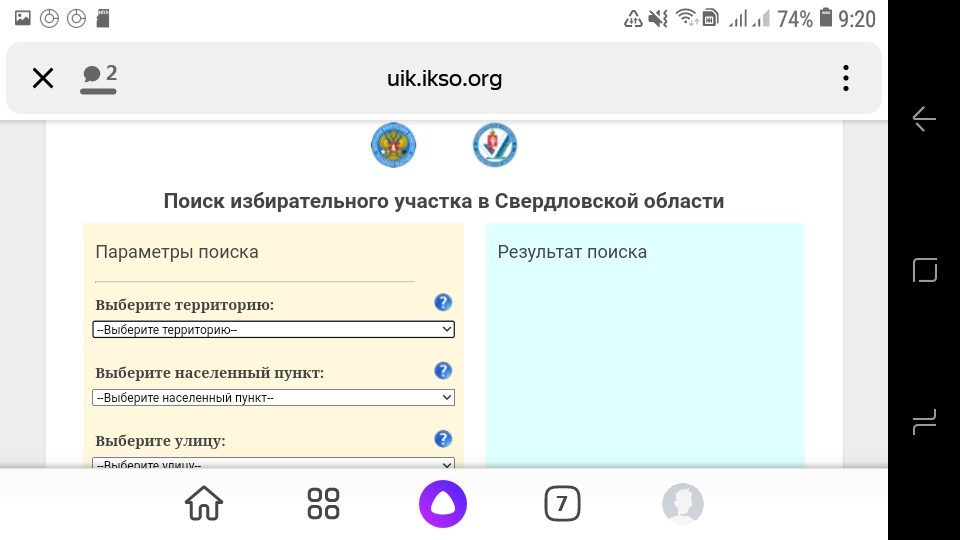 74% 9:20
2 uik.ikso.org
Поиск избирательного участка в Свердловской области
Параметры поиска
Выберите территорию:
--Выберите территорию--
Выберите населенный пункт:
--Выберите населенный пункт--
Выберите улицу:
--Выберите улицу--
Результат поиска
7